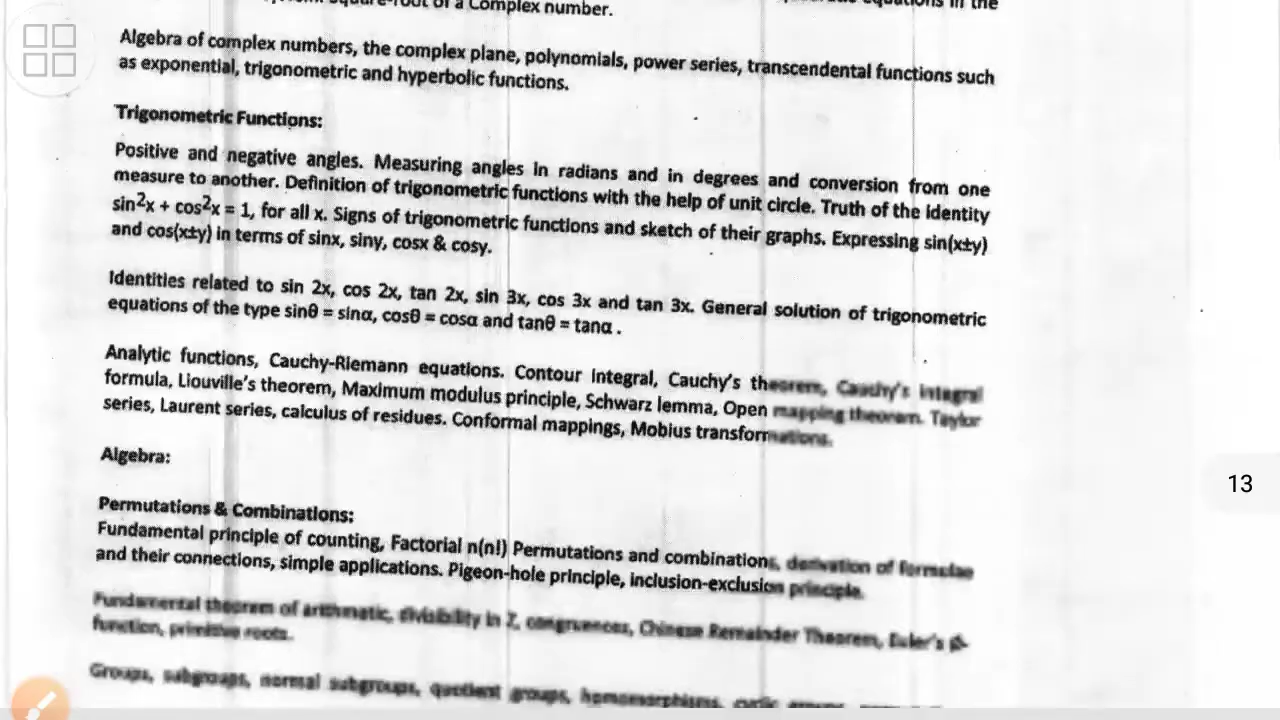 square-root of a Complex number.
equations in the
Algebra of complex numbers, the complex plane, polynomials, power series, transcendental functions such
as exponential, trigonometric and hyperbolic functions.
Trigonometric Functions:
Positive and negative angles. Measuring angles in radians and in degrees and conversion from one
measure to another. Definition of trigonometric functions with the help of unit circle. Truth of the identity
sin²x + cos²x = 1, for all x. Signs of trigonometric functions and sketch of their graphs. Expressing sin(x±y)
and cos(x±y) in terms of sinx, siny, cosx & cosy.
Identities related to sin 2x, cos 2x, tan 2x, sin 3x, cos 3x and tan 3x. General solution of trigonometric
equations of the type sinθ = sinα, cosθ = cosα and tanθ = tanα .
Analytic functions, Cauchy-Riemann equations. Contour integral, Cauchy's theorem, Cauchy's integral
formula, Liouville's theorem, Maximum modulus principle, Schwarz lemma, Open mapping theorem. Taylor
series, Laurent series, calculus of residues. Conformal mappings, Mobius transformations.
Algebra:
13
Permutations & Combinations:
Fundamental principle of counting, Factorial n(n!) Permutations and combinations, derivation of formulae
and their connections, simple applications. Pigeon-hole principle, inclusion-exclusion principle.
Fundamental theorem of arithmatic, divisibility in Z, congruences, Chinese Remainder Theorem, Euler's ø-
function, primitive roots.
Groups, subgroups, normal subgroups, quotient groups, homomorphisms, cyclic groups,